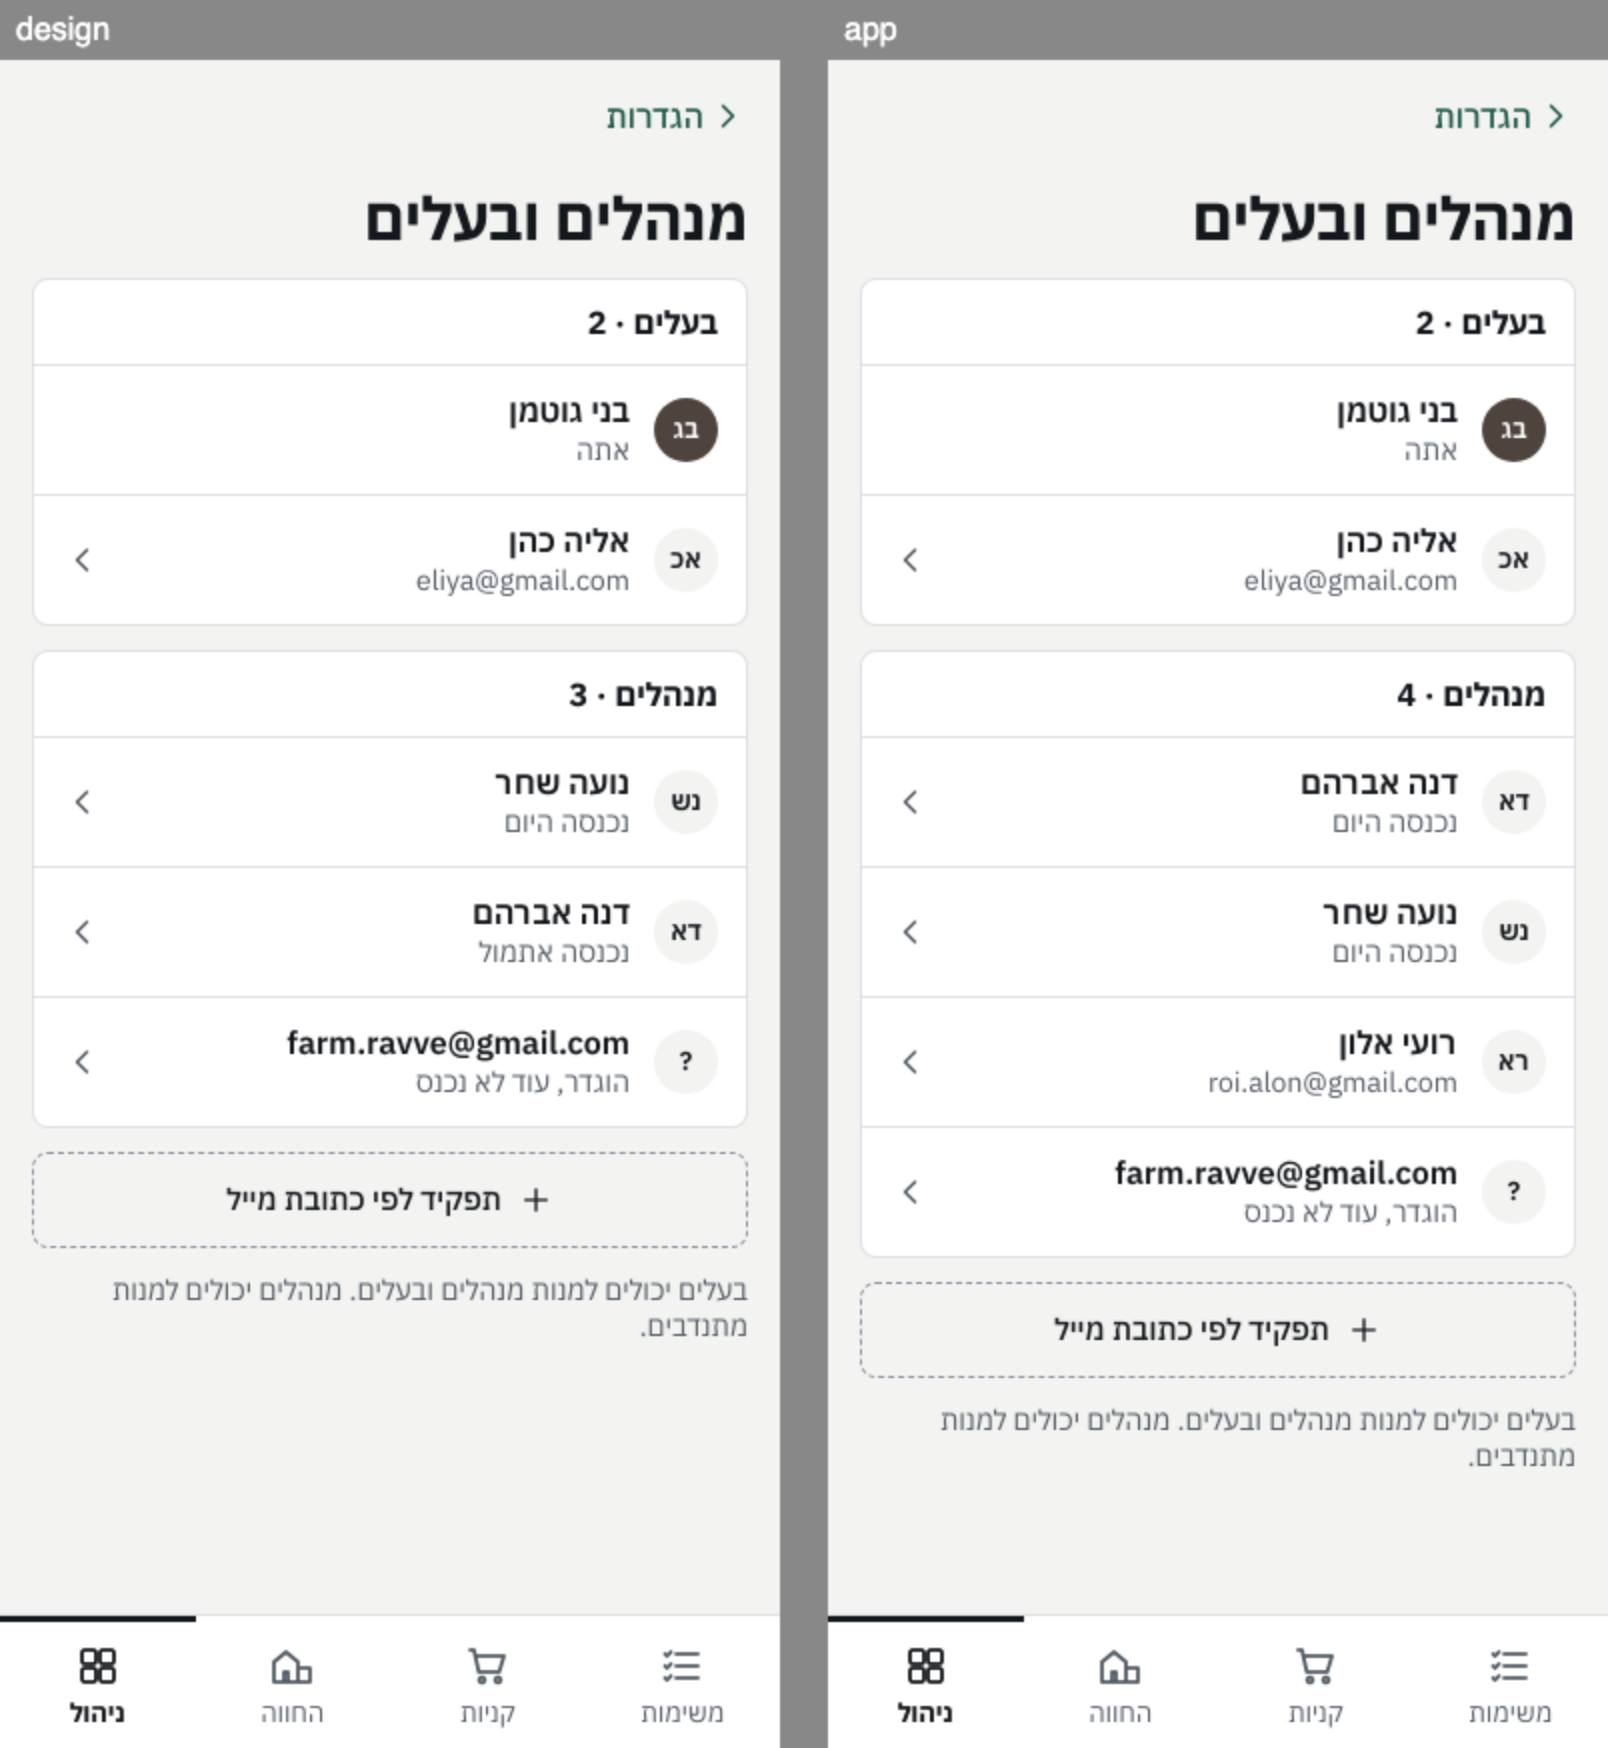 design
הגדרות
מנהלים ובעלים
בעלים · 2
בג
בני גוטמן
אתה
אכ
אליה כהן
eliya@gmail.com
מנהלים · 3
נש
נועה שחר
נכנסה היום
דא
דנה אברהם
נכנסה אתמול
?
farm.ravve@gmail.com
הוגדר, עוד לא נכנס
+ תפקיד לפי כתובת מייל
בעלים יכולים למנות מנהלים ובעלים. מנהלים יכולים למנות
מתנדבים.
משימות
קניות
החווה
ניהול
app
הגדרות
מנהלים ובעלים
בעלים · 2
בג
בני גוטמן
אתה
אכ
אליה כהן
eliya@gmail.com
מנהלים · 4
דא
דנה אברהם
נכנסה היום
נש
נועה שחר
נכנסה היום
רא
רועי אלון
roi.alon@gmail.com
?
farm.ravve@gmail.com
הוגדר, עוד לא נכנס
+ תפקיד לפי כתובת מייל
בעלים יכולים למנות מנהלים ובעלים. מנהלים יכולים למנות
מתנדבים.
משימות
קניות
החווה
ניהול